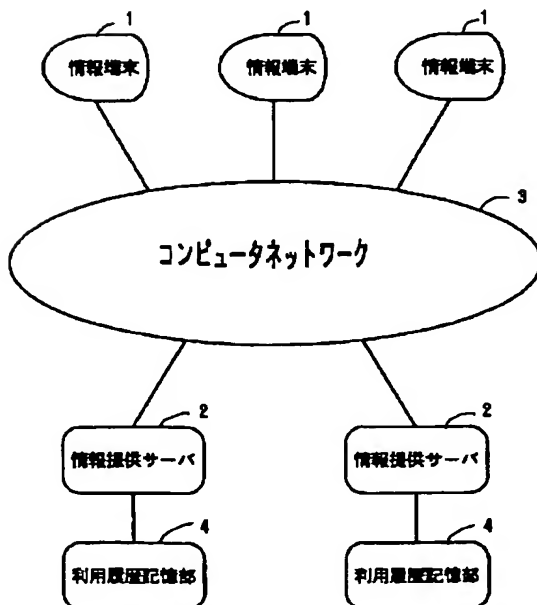 1 1 1
情報端末 情報端末 情報端末
3
コンピュータネットワーク
2 2
情報提供サーバ 情報提供サーバ
4 4
利用履歴記憶部 利用履歴記憶部